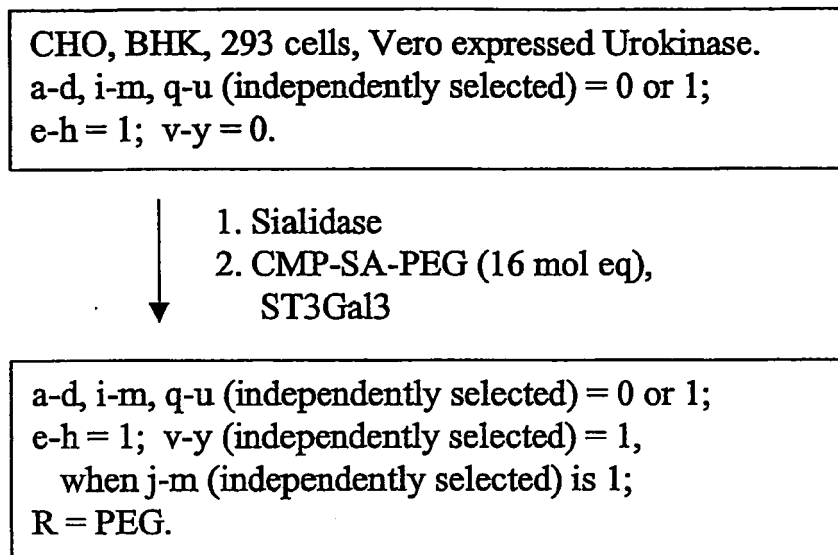 CHO, BHK, 293 cells, Vero expressed Urokinase.
a-d, i-m, q-u (independently selected) = 0 or 1;
e-h = 1; v-y = 0.
1. Sialidase
2. CMP-SA-PEG (16 mol eq),
ST3Gal3
a-d, i-m, q-u (independently selected) = 0 or 1;
e-h = 1; v-y (independently selected) = 1,
when j-m (independently selected) is 1;
R = PEG.